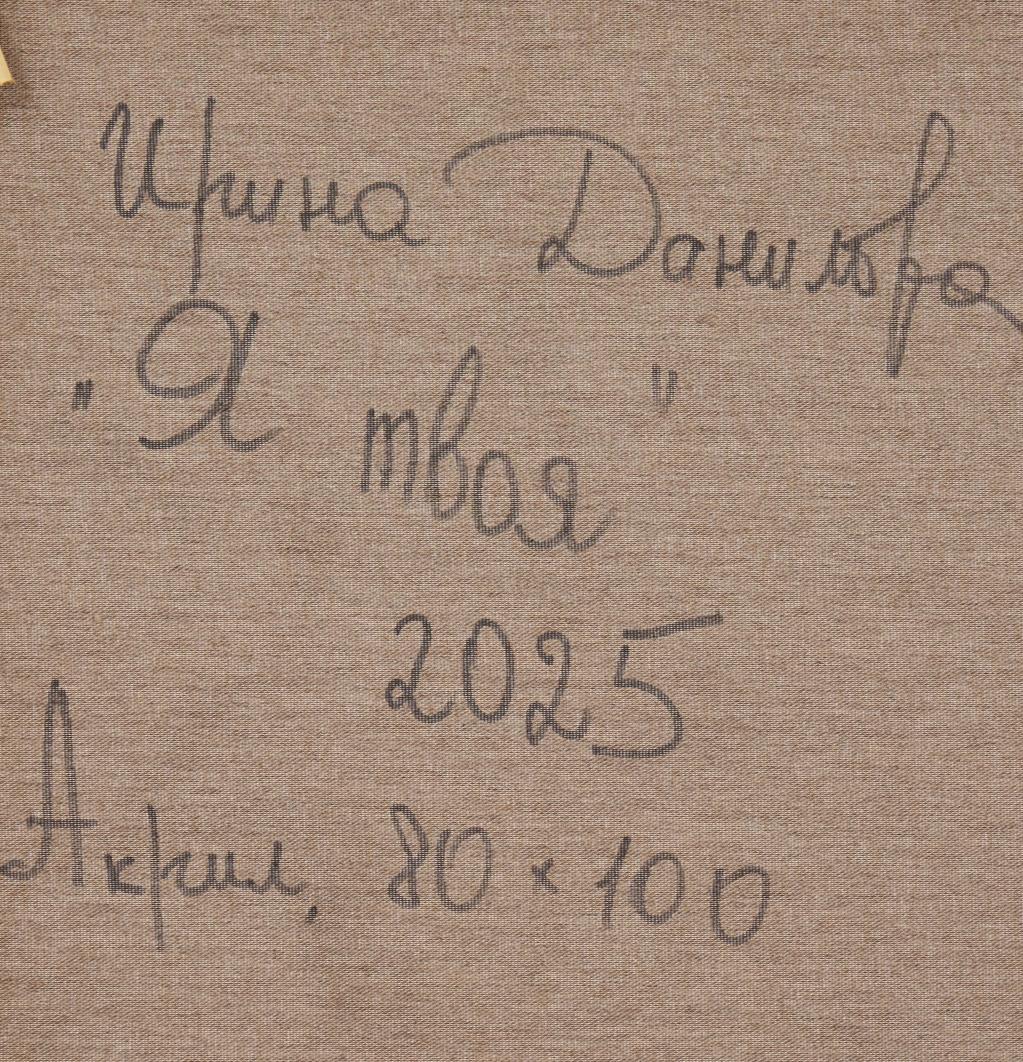 Ирина Данилова
"Я твоя"
2025
Акрил, 80 x 100